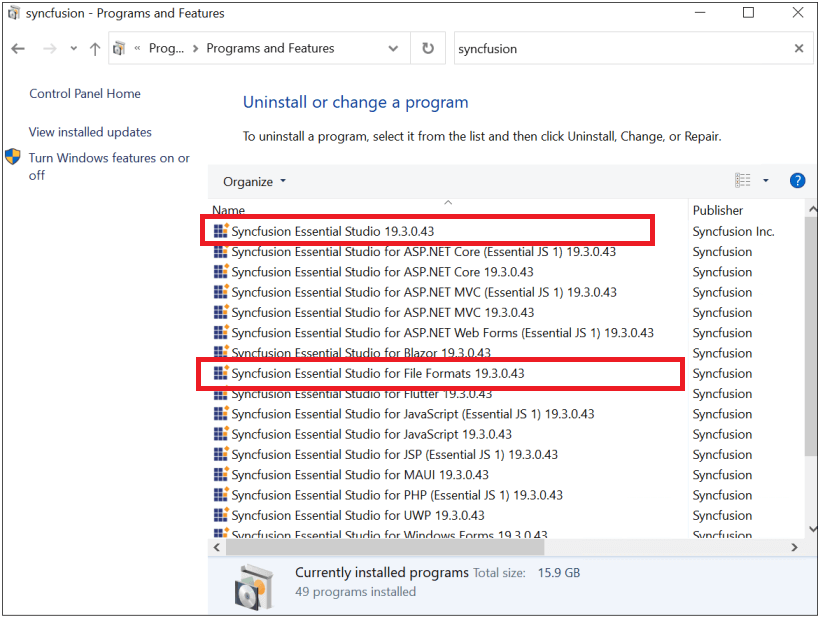 syncfusion - Programs and Features
« Prog... > Programs and Features
syncfusion
Control Panel Home
View installed updates
Turn Windows features on or
off
Uninstall or change a program
To uninstall a program, select it from the list and then click Uninstall, Change, or Repair.
Organize
Name Publisher
Syncfusion Essential Studio 19.3.0.43 Syncfusion Inc.
Syncfusion Essential Studio for ASP.NET Core (Essential JS 1) 19.3.0.43 Syncfusion
Syncfusion Essential Studio for ASP.NET Core 19.3.0.43 Syncfusion
Syncfusion Essential Studio for ASP.NET MVC (Essential JS 1) 19.3.0.43 Syncfusion
Syncfusion Essential Studio for ASP.NET MVC 19.3.0.43 Syncfusion
Syncfusion Essential Studio for ASP.NET Web Forms (Essential JS 1) 19.3.0.43 Syncfusion
Syncfusion Essential Studio for Blazor 19.3.0.43 Syncfusion
Syncfusion Essential Studio for File Formats 19.3.0.43 Syncfusion
Syncfusion Essential Studio for Flutter 19.3.0.43 Syncfusion
Syncfusion Essential Studio for JavaScript (Essential JS 1) 19.3.0.43 Syncfusion
Syncfusion Essential Studio for JavaScript 19.3.0.43 Syncfusion
Syncfusion Essential Studio for JSP (Essential JS 1) 19.3.0.43 Syncfusion
Syncfusion Essential Studio for MAUI 19.3.0.43 Syncfusion
Syncfusion Essential Studio for PHP (Essential JS 1) 19.3.0.43 Syncfusion
Syncfusion Essential Studio for UWP 19.3.0.43 Syncfusion
Syncfusion Essential Studio for Windows Forms 19.3.0.43 Syncfusion
Currently installed programs Total size: 15.9 GB
49 programs installed